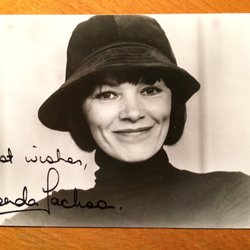 st wishes,
enda Jackson.